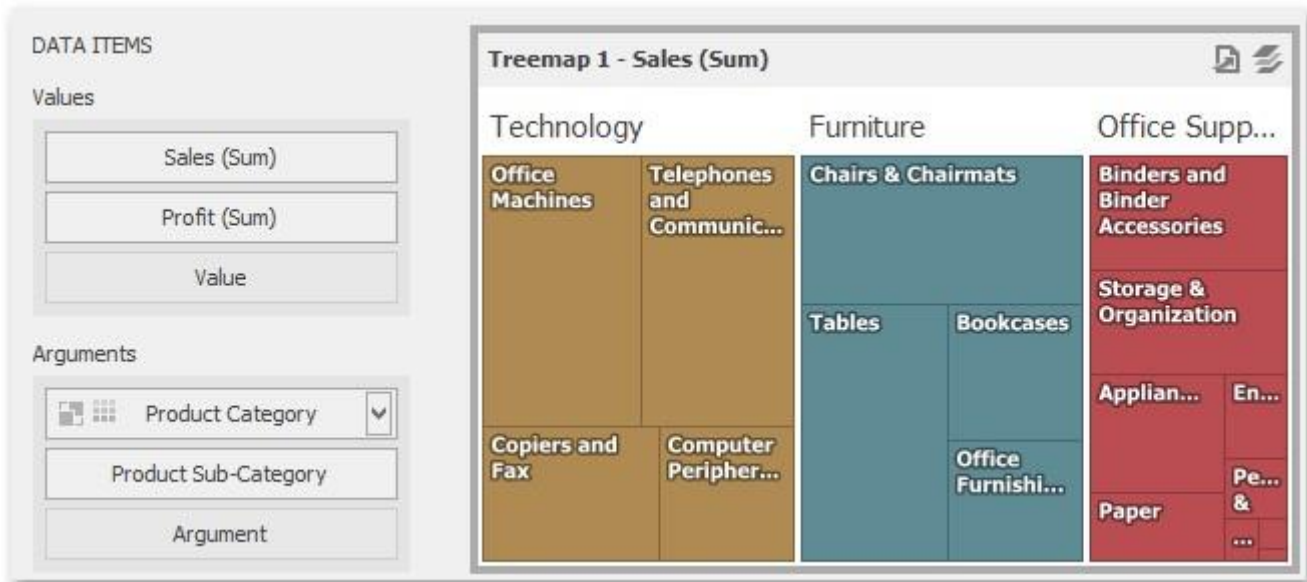 DATA ITEMS
Values
Sales (Sum)
Profit (Sum)
Value
Arguments
Product Category
Product Sub-Category
Argument
Treemap 1 - Sales (Sum)
Technology
Office
Machines
Telephones
and
Communic...
Copiers and
Fax
Computer
Peripher...
Furniture
Chairs & Chairmats
Tables
Bookcases
Office
Furnishi...
Office Supp...
Binders and
Binder
Accessories
Storage &
Organization
Applian...
En...
Paper
Pe...
&
...